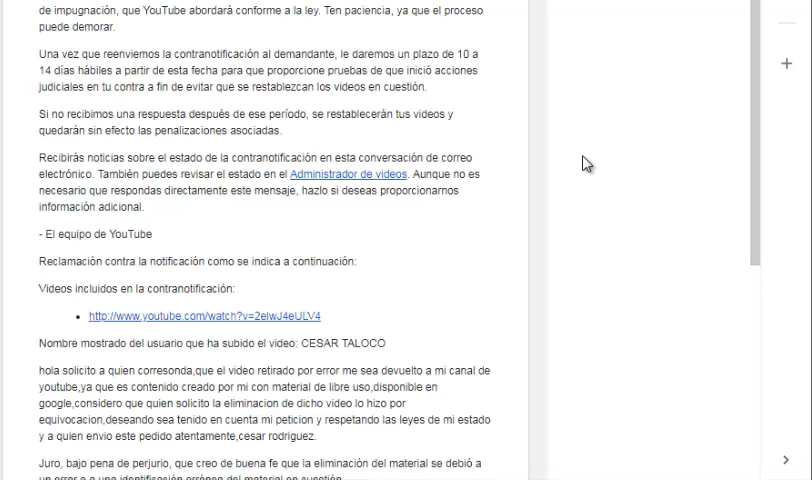 de impugnación, que YouTube abordará conforme a la ley. Ten paciencia, ya que el proceso
puede demorar.
Una vez que reenviemos la contranotificación al demandante, le daremos un plazo de 10 a
14 días hábiles a partir de esta fecha para que proporcione pruebas de que inició acciones
judiciales en tu contra a fin de evitar que se restablezcan los videos en cuestión.
Si no recibimos una respuesta después de ese período, se restablecerán tus videos y
quedarán sin efecto las penalizaciones asociadas.
Recibirás noticias sobre el estado de la contranotificación en esta conversación de correo
electrónico. También puedes revisar el estado en el Administrador de videos. Aunque no es
necesario que respondas directamente este mensaje, hazlo si deseas proporcionarnos
información adicional.
- El equipo de YouTube
Reclamación contra la notificación como se indica a continuación:
Videos incluidos en la contranotificación:
• http://www.youtube.com/watch?v=2elwJ4eULV4
Nombre mostrado del usuario que ha subido el video: CESAR TALOCO
hola solicito a quien corresonda,que el video retirado por error me sea devuelto a mi canal de
youtube,ya que es contenido creado por mi con material de libre uso,disponible en
google,considero que quien solicito la eliminacion de dicho video lo hizo por
equivocacion,deseando sea tenido en cuenta mi peticion y respetando las leyes de mi estado
y a quien envio este pedido atentamente,cesar rodriguez.
Juro, bajo pena de perjurio, que creo de buena fe que la eliminación del material se debió a
un error o a una identificación errónea del material en cuestión.